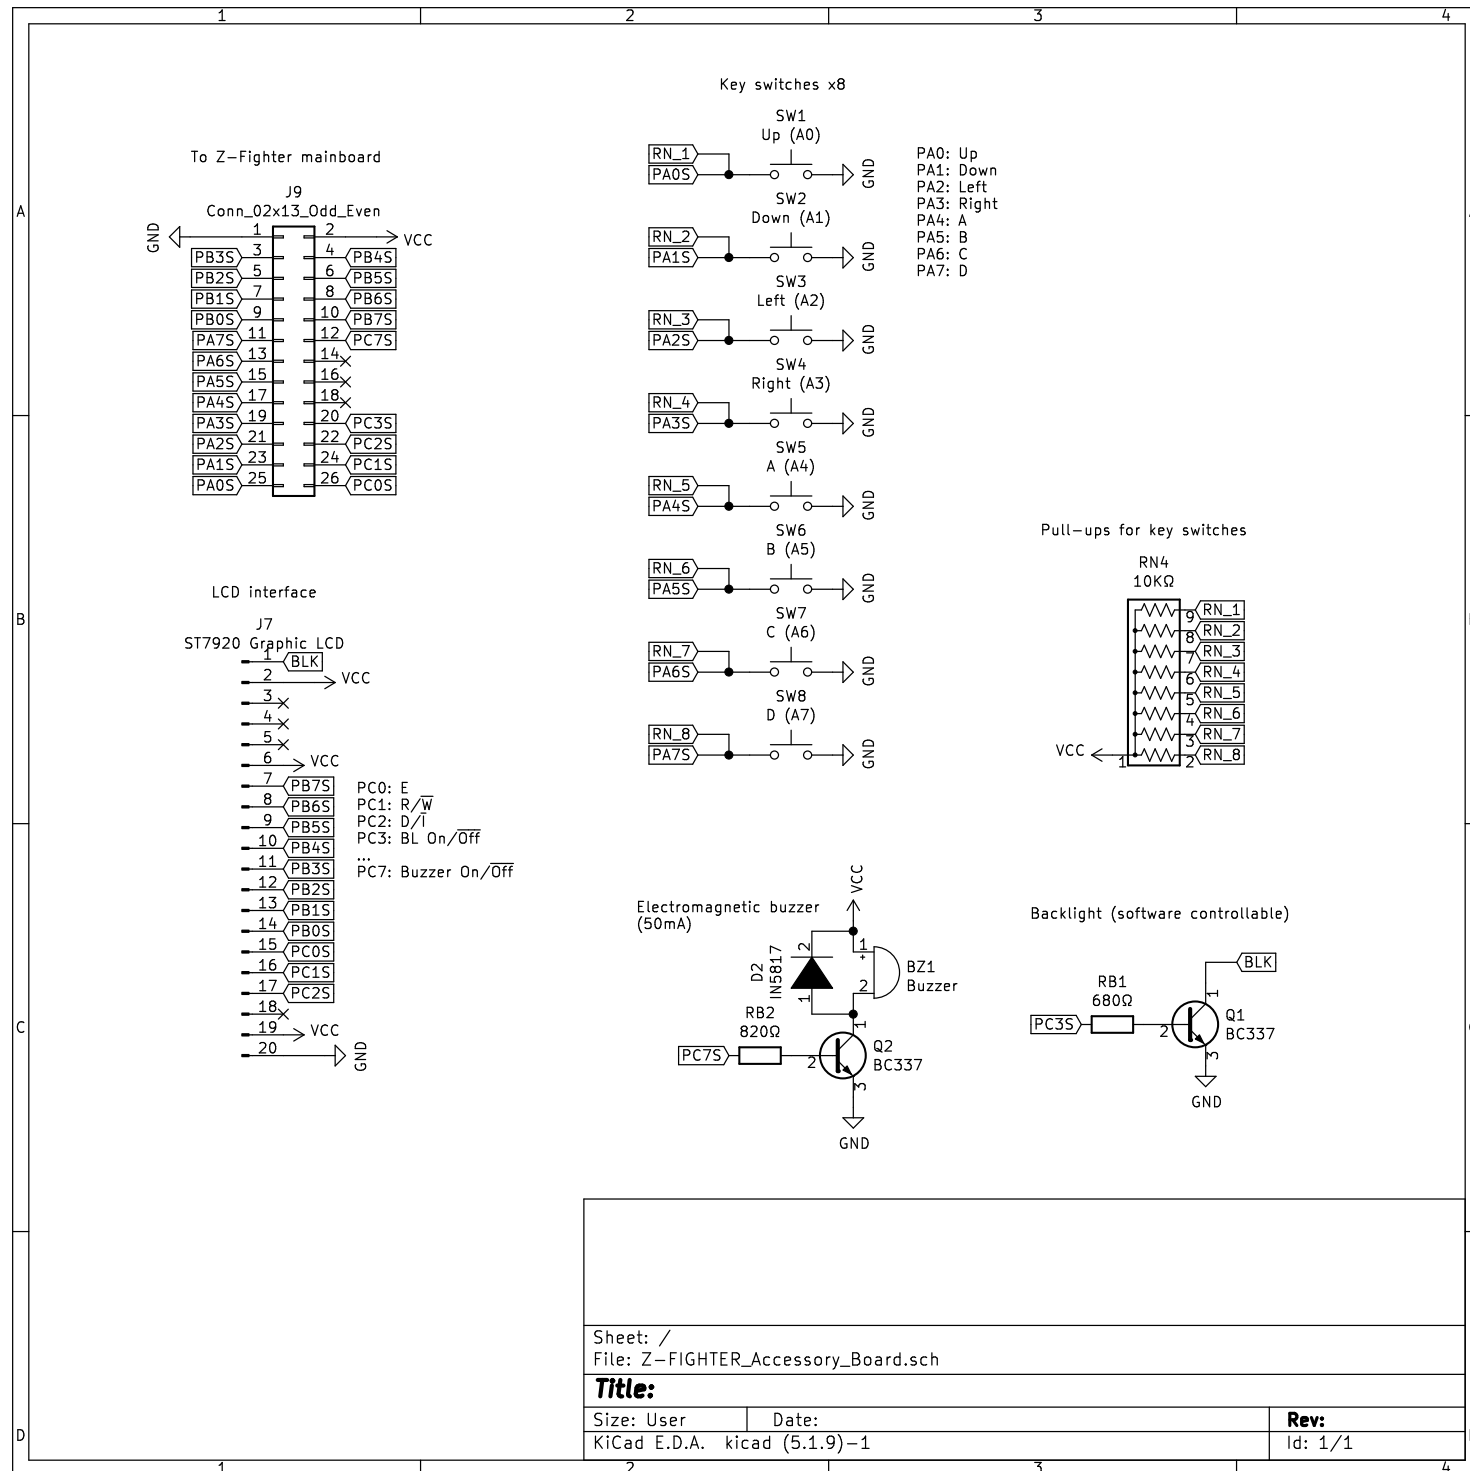 1 2 3 4
Key switches x8
SW1
Up (A0)
RN_1
PA0S
GND
SW2
Down (A1)
RN_2
PA1S
GND
SW3
Left (A2)
RN_3
PA2S
GND
SW4
Right (A3)
RN_4
PA3S
GND
SW5
A (A4)
RN_5
PA4S
GND
SW6
B (A5)
RN_6
PA5S
GND
SW7
C (A6)
RN_7
PA6S
GND
SW8
D (A7)
RN_8
PA7S
GND
PA0: Up
PA1: Down
PA2: Left
PA3: Right
PA4: A
PA5: B
PA6: C
PA7: D
To Z-Fighter mainboard
J9
Conn_02x13_Odd_Even
GND 1 2 VCC
PB3S 3 4 PB4S
PB2S 5 6 PB5S
PB1S 7 8 PB6S
PB0S 9 10 PB7S
PA7S 11 12 PC7S
PA6S 13 14
PA5S 15 16
PA4S 17 18
PA3S 19 20 PC3S
PA2S 21 22 PC2S
PA1S 23 24 PC1S
PA0S 25 26 PC0S
A
B
C
D
LCD interface
J7
ST7920 Graphic LCD
1 BLK
2 VCC
3
4
5
6 VCC
7 PB7S
8 PB6S
9 PB5S
10 PB4S
11 PB3S
12 PB2S
13 PB1S
14 PB0S
15 PC0S
16 PC1S
17 PC2S
18
19 VCC
20 GND
PC0: E
PC1: R/W
PC2: D/I
PC3: BL On/Off
...
PC7: Buzzer On/Off
Pull-ups for key switches
RN4
10KΩ
9 RN_1
8 RN_2
7 RN_3
6 RN_4
5 RN_5
4 RN_6
3 RN_7
VCC 1 2 RN_8
Electromagnetic buzzer
(50mA)
VCC
D2
IN5817
2
1
1
+
2
BZ1
Buzzer
RB2
820Ω
PC7S
1
2
3
Q2
BC337
GND
Backlight (software controllable)
BLK
RB1
680Ω
PC3S
1
2
3
Q1
BC337
GND
Sheet: /
File: Z-FIGHTER_Accessory_Board.sch
Title:
Size: User Date: Rev:
KiCad E.D.A. kicad (5.1.9)-1 Id: 1/1
1 2 4